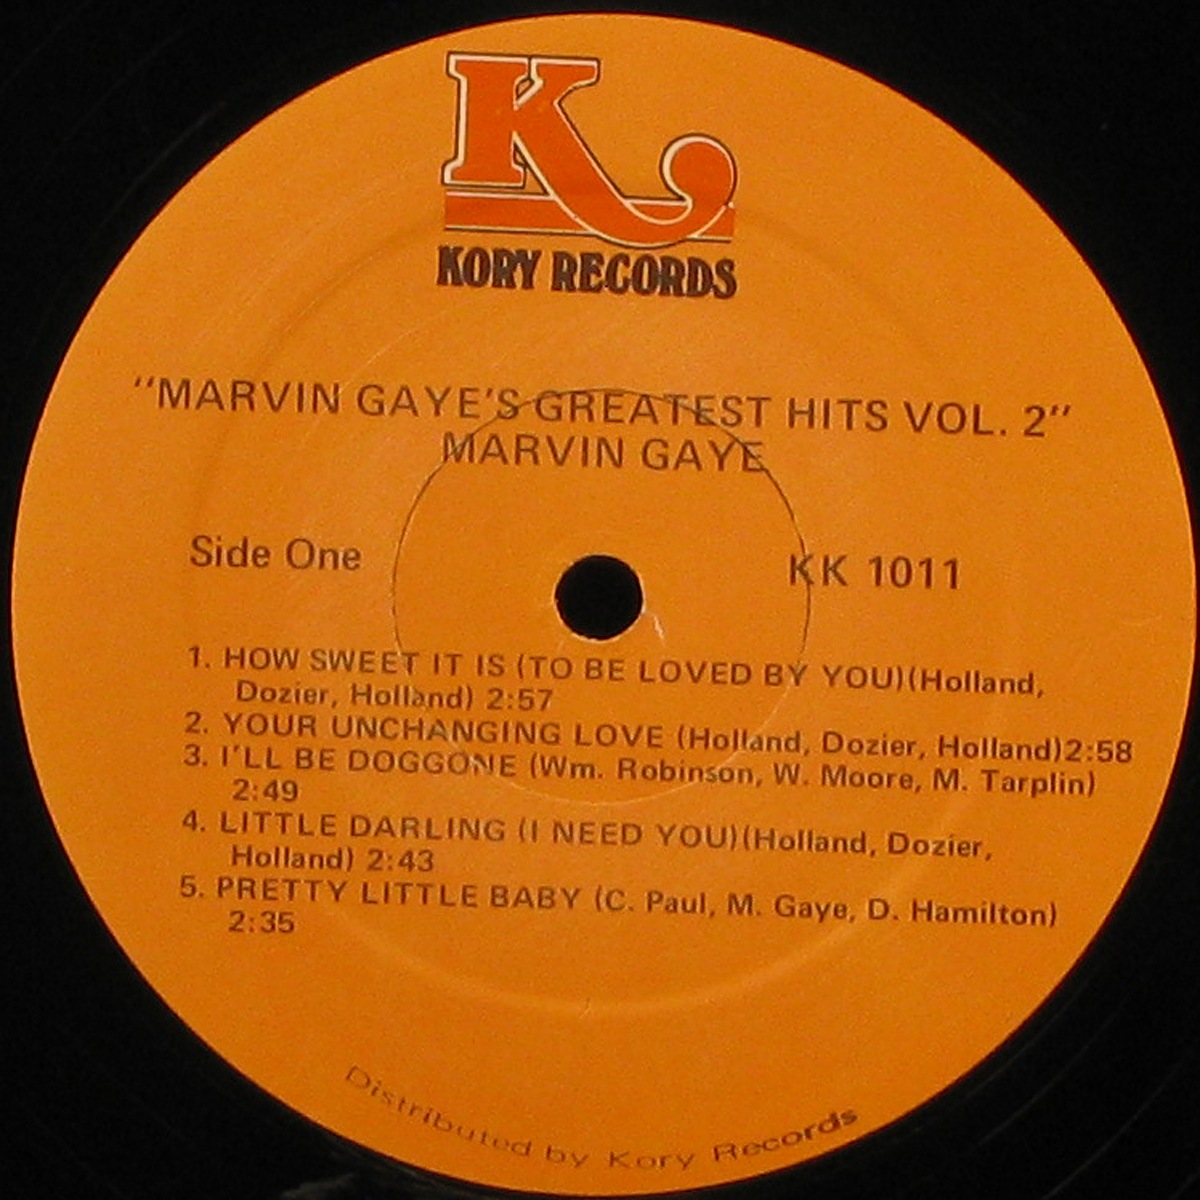 K
KORY RECORDS
"MARVIN GAYE'S GREATEST HITS VOL. 2"
MARVIN GAYE
Side One
KK 1011
1. HOW SWEET IT IS (TO BE LOVED BY YOU)(Holland,
Dozier, Holland) 2:57
2. YOUR UNCHANGING LOVE (Holland, Dozier, Holland)2:58
3. I'LL BE DOGGONE (Wm. Robinson, W. Moore, M. Tarplin)
2:49
4. LITTLE DARLING (I NEED YOU)(Holland, Dozier,
Holland) 2:43
5. PRETTY LITTLE BABY (C. Paul, M. Gaye, D. Hamilton)
2:35
Distributed by Kory Records